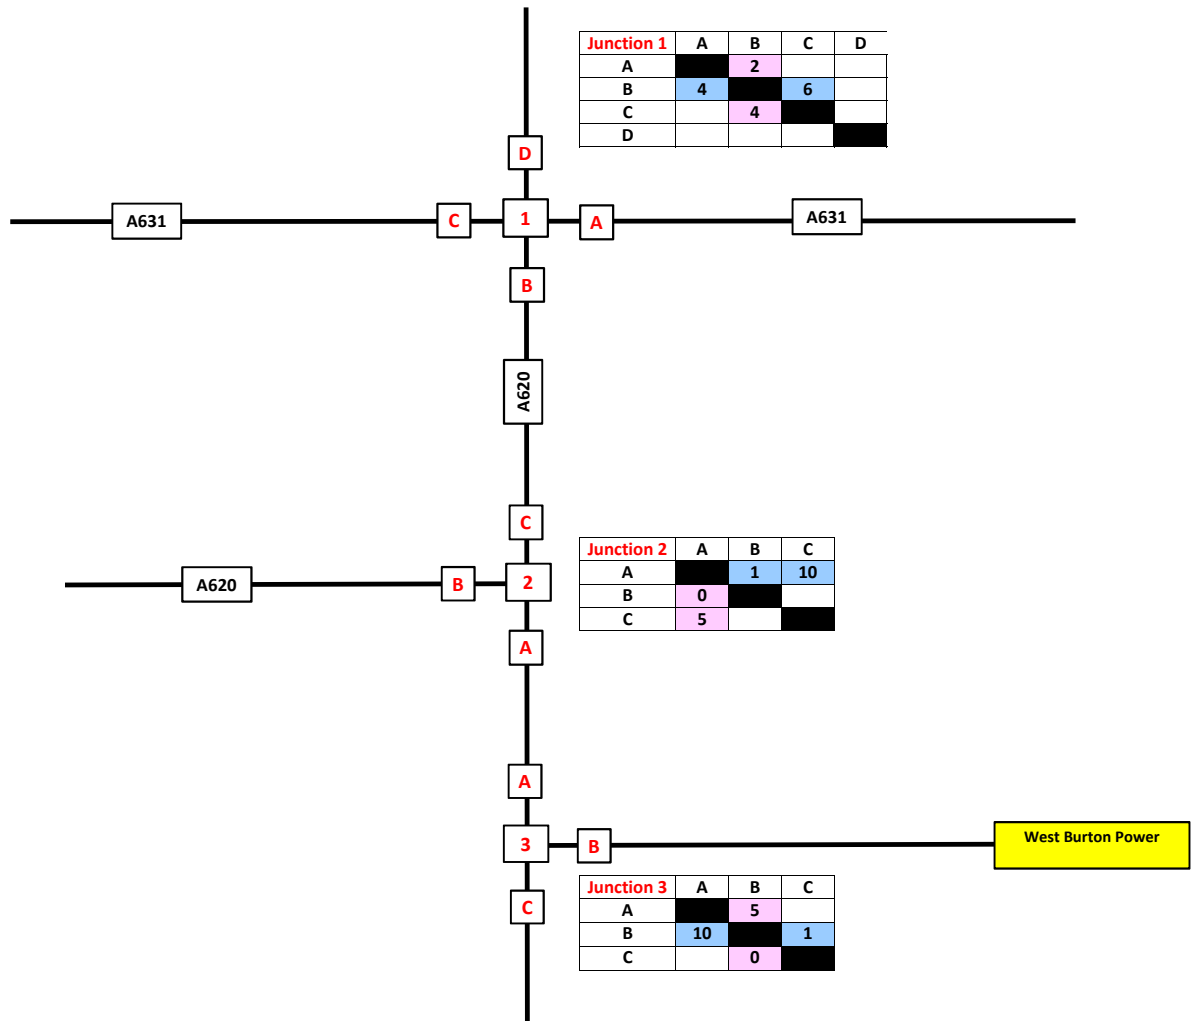 Junction 1 A B C D
A 2
B 4 6
C 4
D
D
A631 C 1 A A631
B
A620
C
Junction 2 A B C
A 1 10
B 0
C 5
A620 B 2
A
A
3 B West Burton Power
Junction 3 A B C
A 5
B 10 1
C 0
C